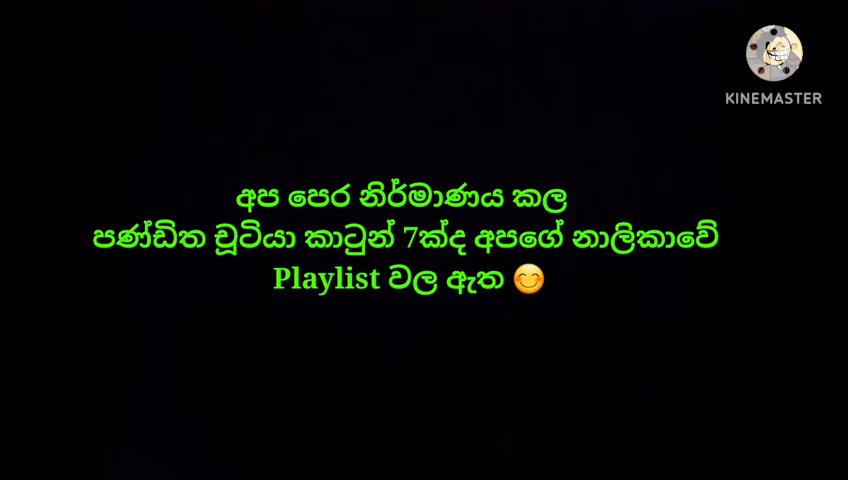 KINEMASTER
අප පෙර නිර්මාණය කල
පණ්ඩිත චූටියා කාටුන් 7ක්ද අපගේ නාලිකාවේ
Playlist වල ඇත 😊